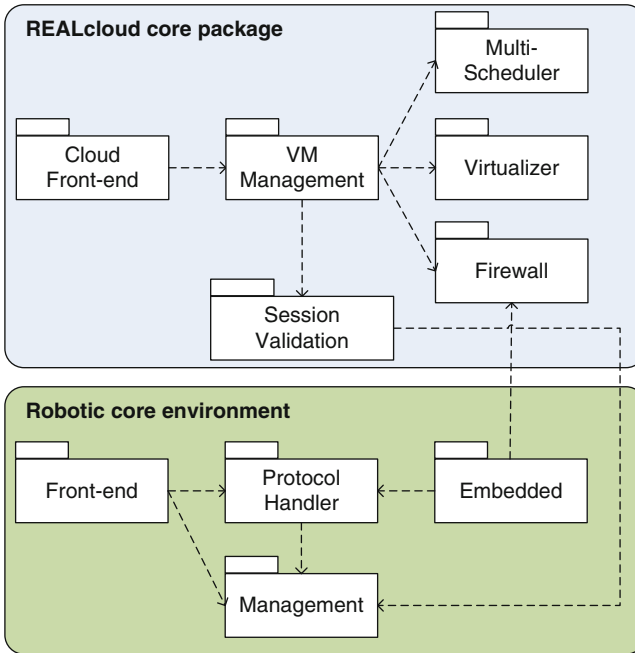 REALcloud core package
Multi-
Scheduler
Cloud
Front-end
VM
Management
Virtualizer
Firewall
Session
Validation
Robotic core environment
Front-end
Protocol
Handler
Embedded
Management